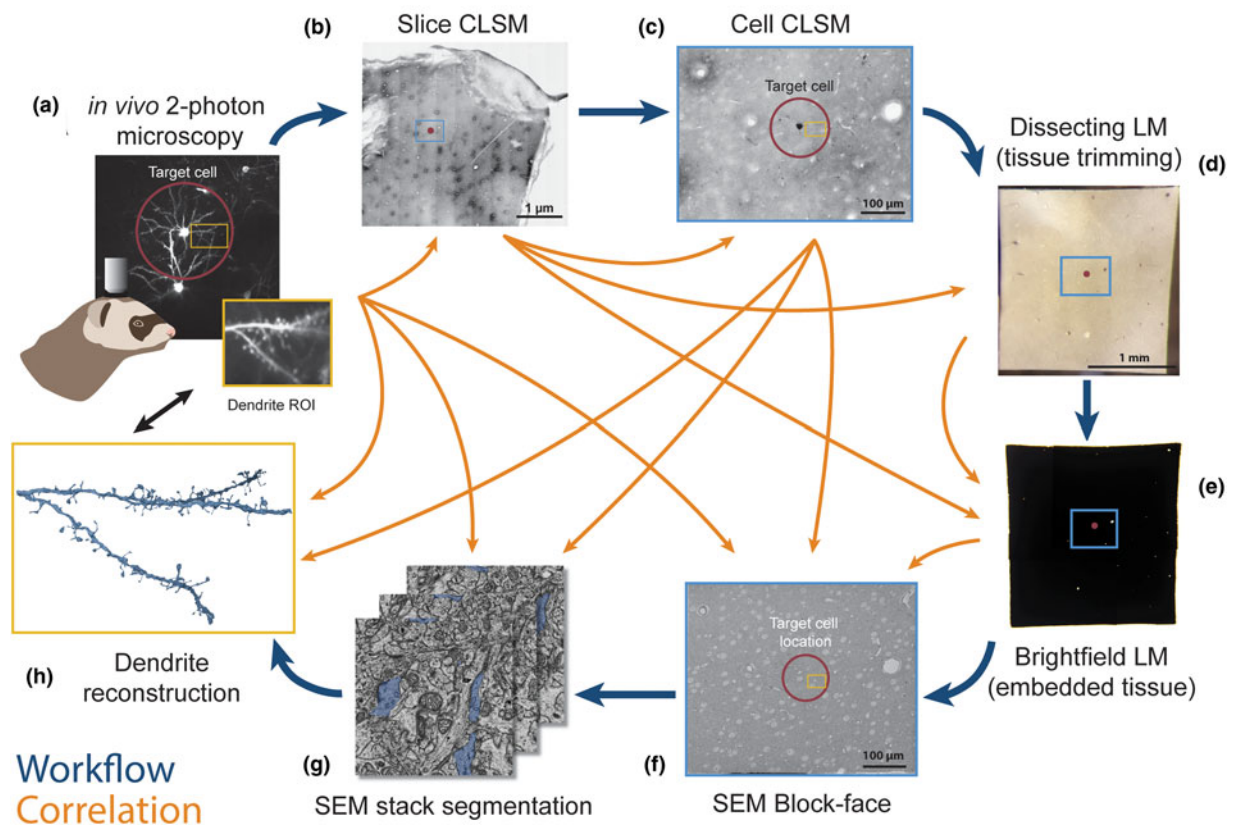 (a)
in vivo 2-photon
microscopy
Target cell
Dendrite ROI
(b)
Slice CLSM
1 µm
(c)
Cell CLSM
Target cell
100 µm
Dissecting LM
(tissue trimming)
(d)
1 mm
(e)
Brightfield LM
(embedded tissue)
Target cell
location
100 µm
(f)
SEM Block-face
(g)
SEM stack segmentation
(h)
Dendrite
reconstruction
Workflow
Correlation